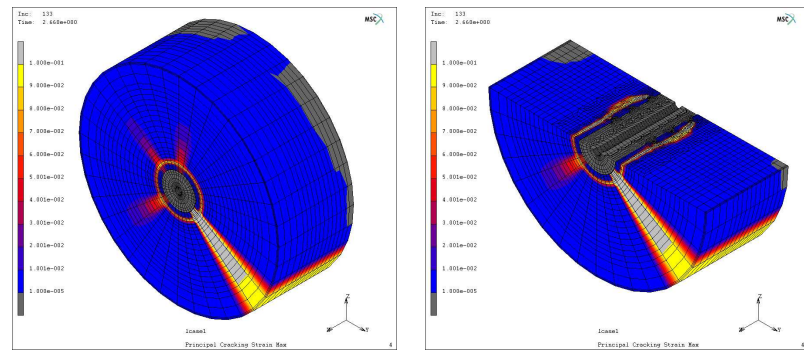 Inc: 133
Time: 2.668e+000
MSC
1.000e-001
9.000e-002
8.000e-002
7.000e-002
6.000e-002
5.000e-002
4.001e-002
3.001e-002
2.001e-002
1.001e-002
1.000e-005
Z
X
Y
lcase1
Principal Cracking Strain Max
4
Inc: 133
Time: 2.668e+000
MSC
1.000e-001
9.000e-002
8.000e-002
7.000e-002
6.000e-002
5.000e-002
4.001e-002
3.001e-002
2.001e-002
1.001e-002
1.000e-005
Z
X
Y
lcase1
Principal Cracking Strain Max
4